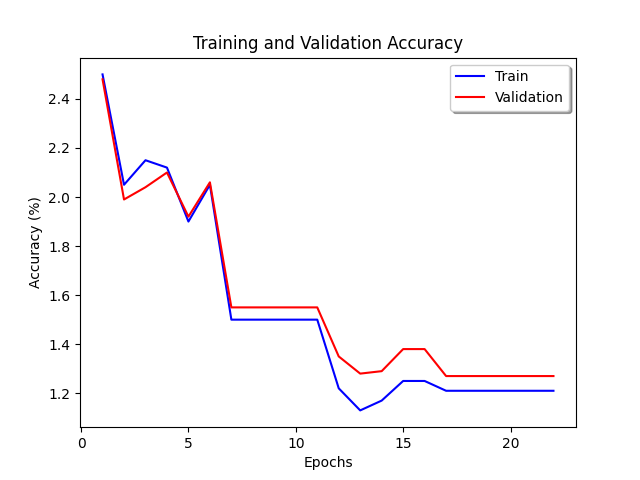 Training and Validation Accuracy
Train
Validation
2.4
2.2
2.0
1.8
1.6
1.4
1.2
Accuracy (%)
0 5 10 15 20
Epochs